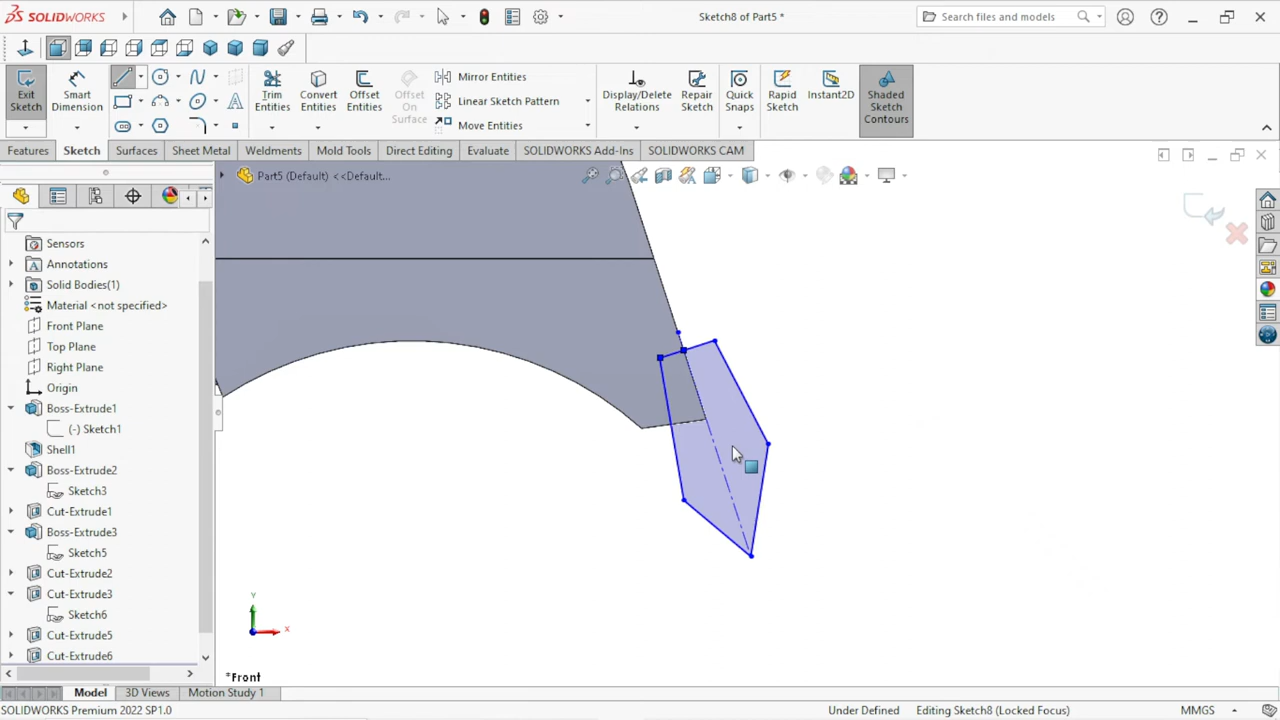 SOLIDWORKS
Sketch8 of Part5 *
Search files and models
Exit Sketch
Smart Dimension
Trim Entities
Convert Entities
Offset Entities
Offset On Surface
Mirror Entities
Linear Sketch Pattern
Move Entities
Display/Delete Relations
Repair Sketch
Quick Snaps
Rapid Sketch
Instant2D
Shaded Sketch Contours
Features
Sketch
Surfaces
Sheet Metal
Weldments
Mold Tools
Direct Editing
Evaluate
SOLIDWORKS Add-Ins
SOLIDWORKS CAM
Part5 (Default) <<Default...
Sensors
Annotations
Solid Bodies(1)
Material <not specified>
Front Plane
Top Plane
Right Plane
Origin
Boss-Extrude1
(-) Sketch1
Shell1
Boss-Extrude2
Sketch3
Cut-Extrude1
Boss-Extrude3
Sketch5
Cut-Extrude2
Cut-Extrude3
Sketch6
Cut-Extrude5
Cut-Extrude6
Y
X
*Front
Model
3D Views
Motion Study 1
SOLIDWORKS Premium 2022 SP1.0
Under Defined
Editing Sketch8 (Locked Focus)
MMGS